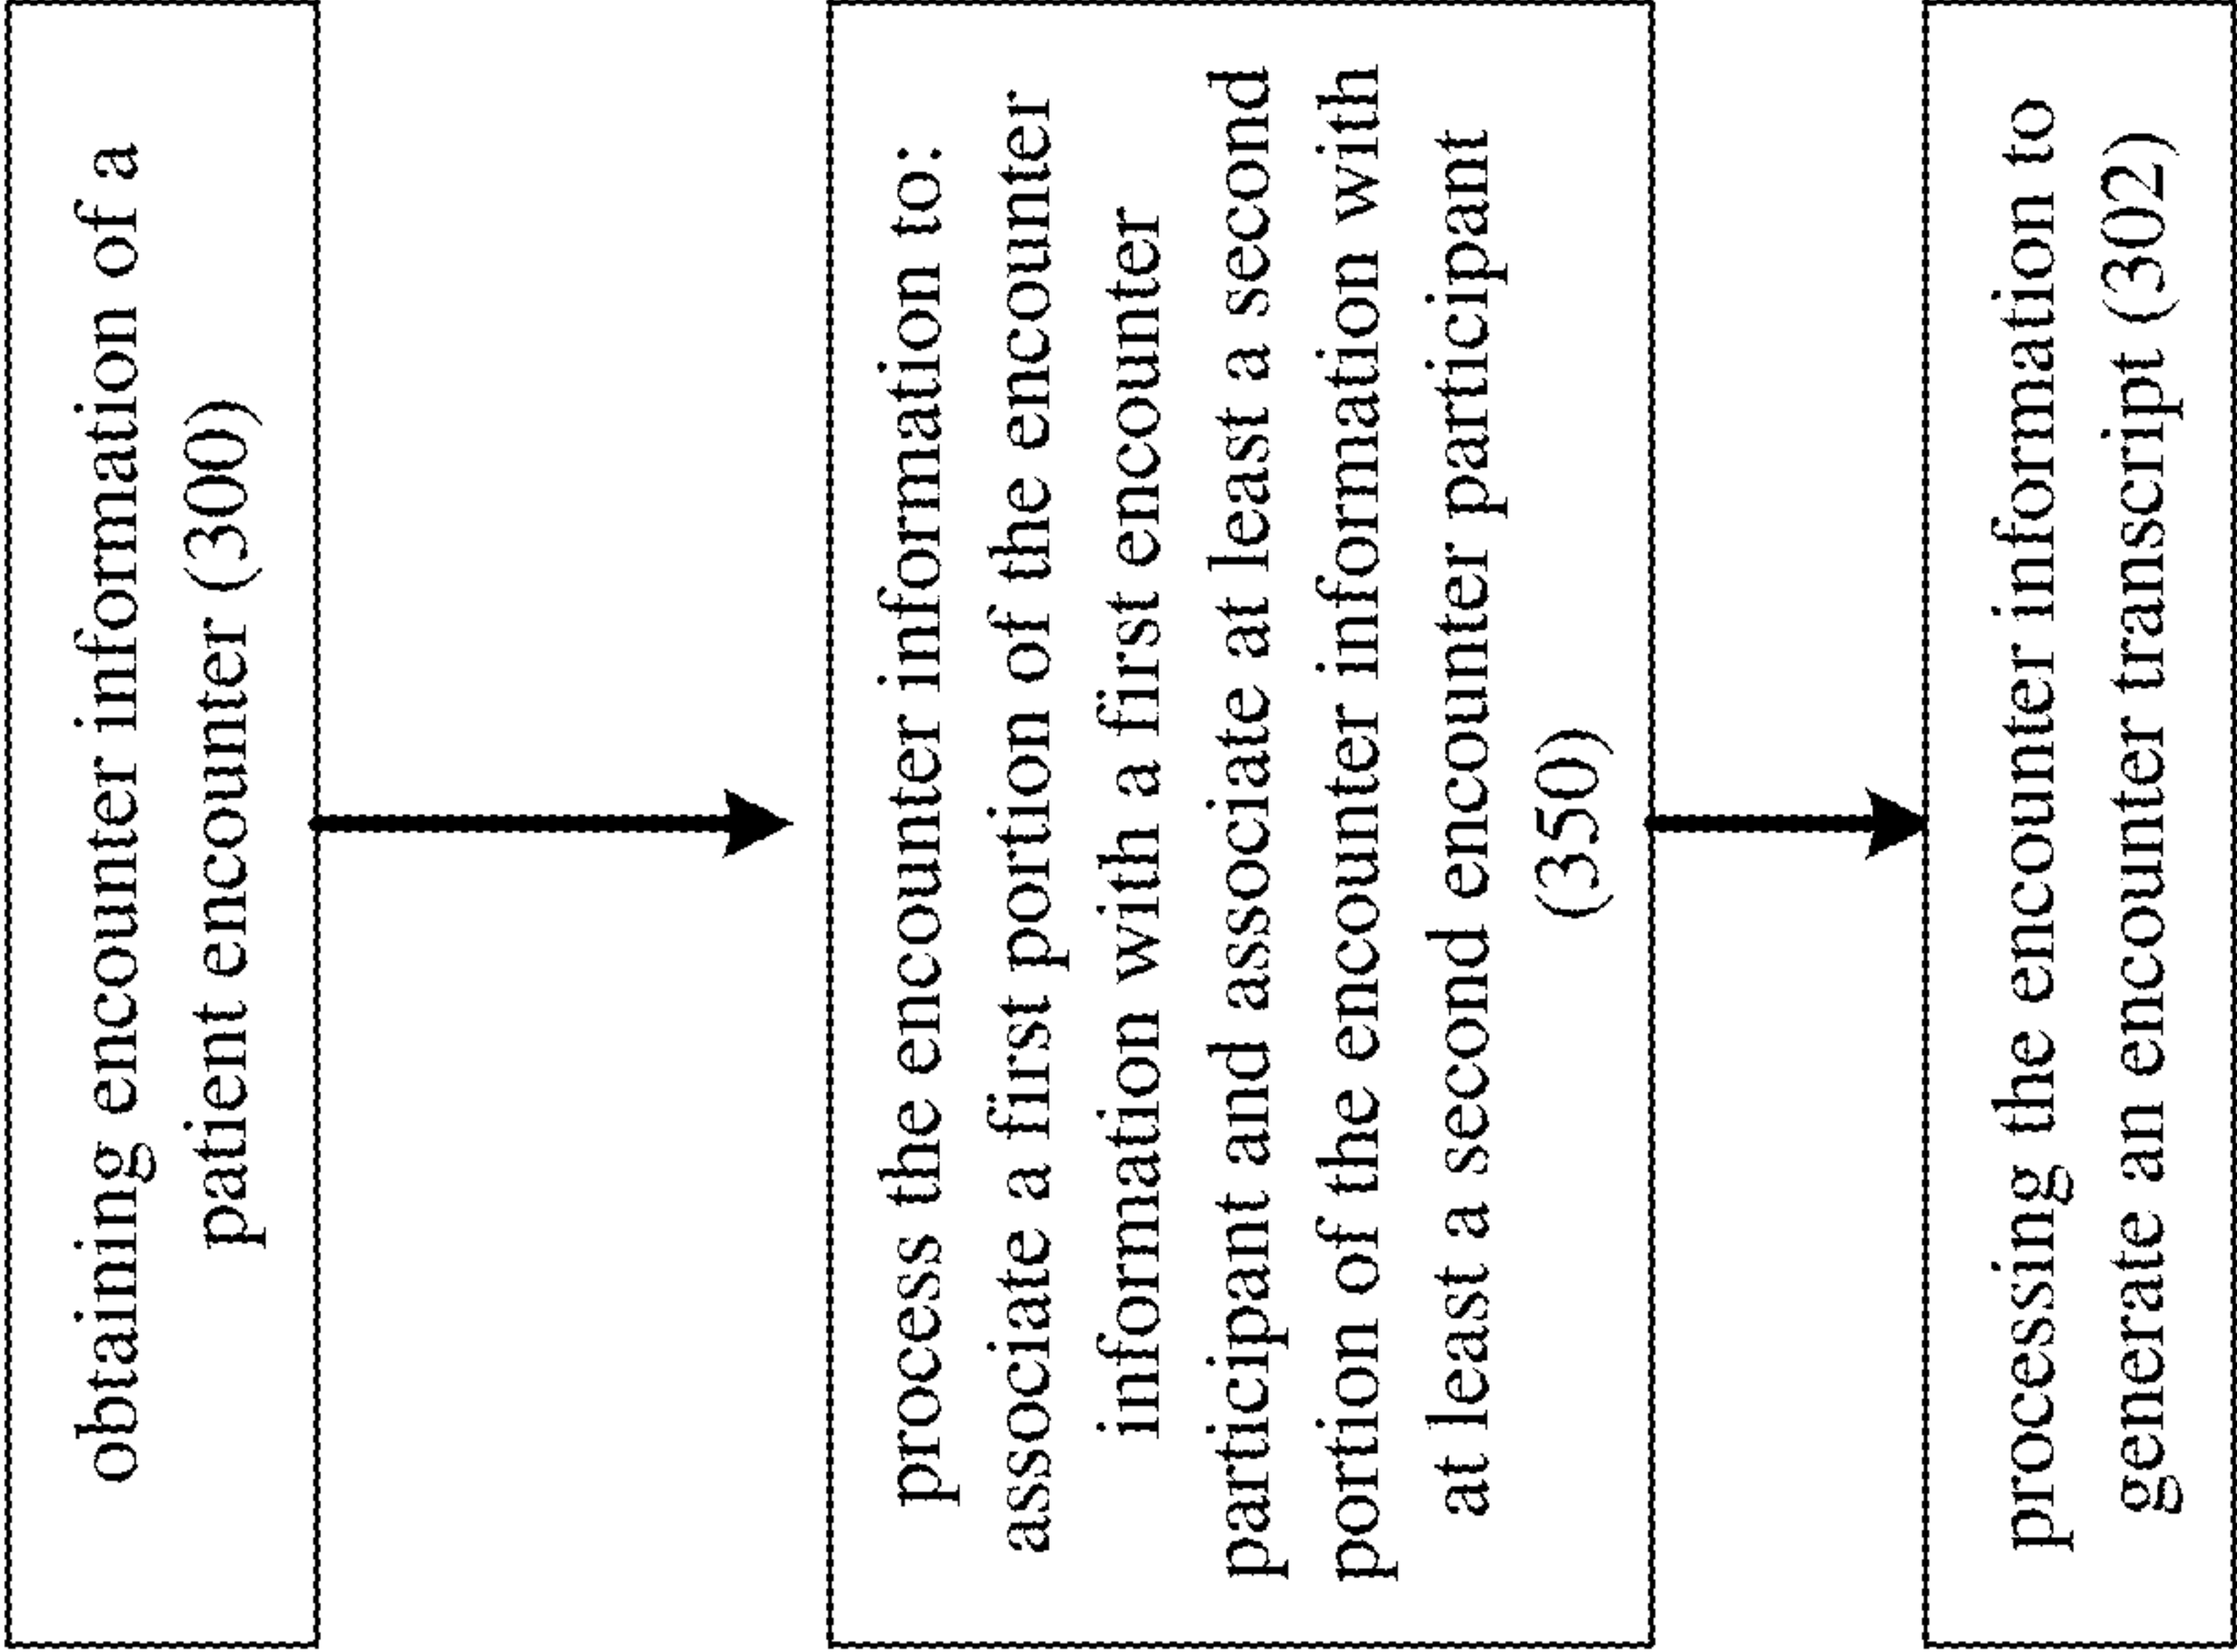 obtaining encounter information of a
patient encounter (300)
process the encounter information to:
associate a first portion of the encounter
information with a first encounter
participant and associate at least a second
portion of the encounter information with
at least a second encounter participant
(350)
processing the encounter information to
generate an encounter transcript (302)